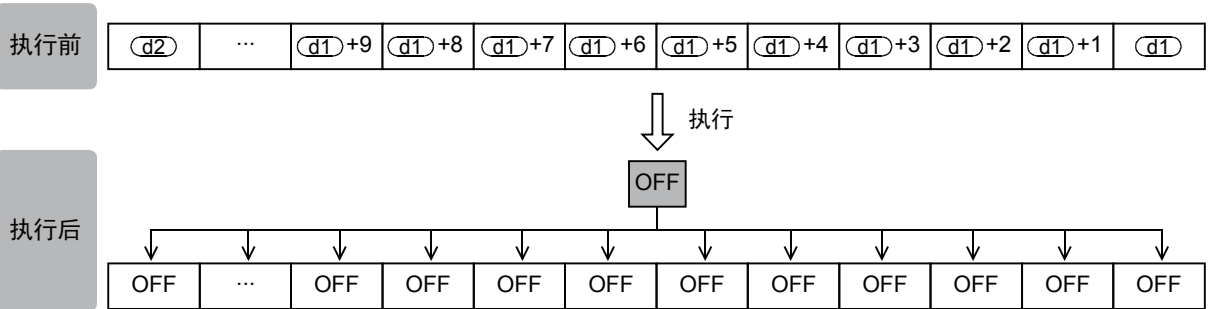 执行前 d2 ... d1+9 d1+8 d1+7 d1+6 d1+5 d1+4 d1+3 d1+2 d1+1 d1
执行
OFF
执行后
OFF ... OFF OFF OFF OFF OFF OFF OFF OFF OFF OFF